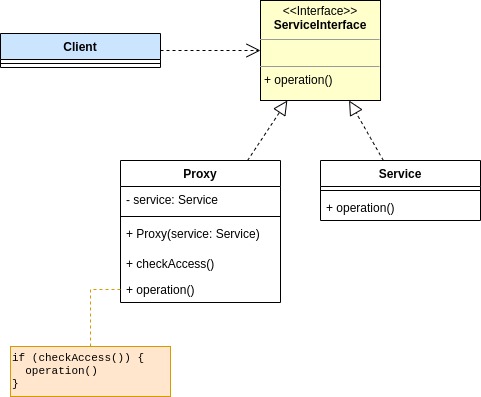 <<Interface>>
ServiceInterface
+ operation()
Client
Proxy
- service: Service
+ Proxy(service: Service)
+ checkAccess()
+ operation()
Service
+ operation()
if (checkAccess()) {
  operation()
}